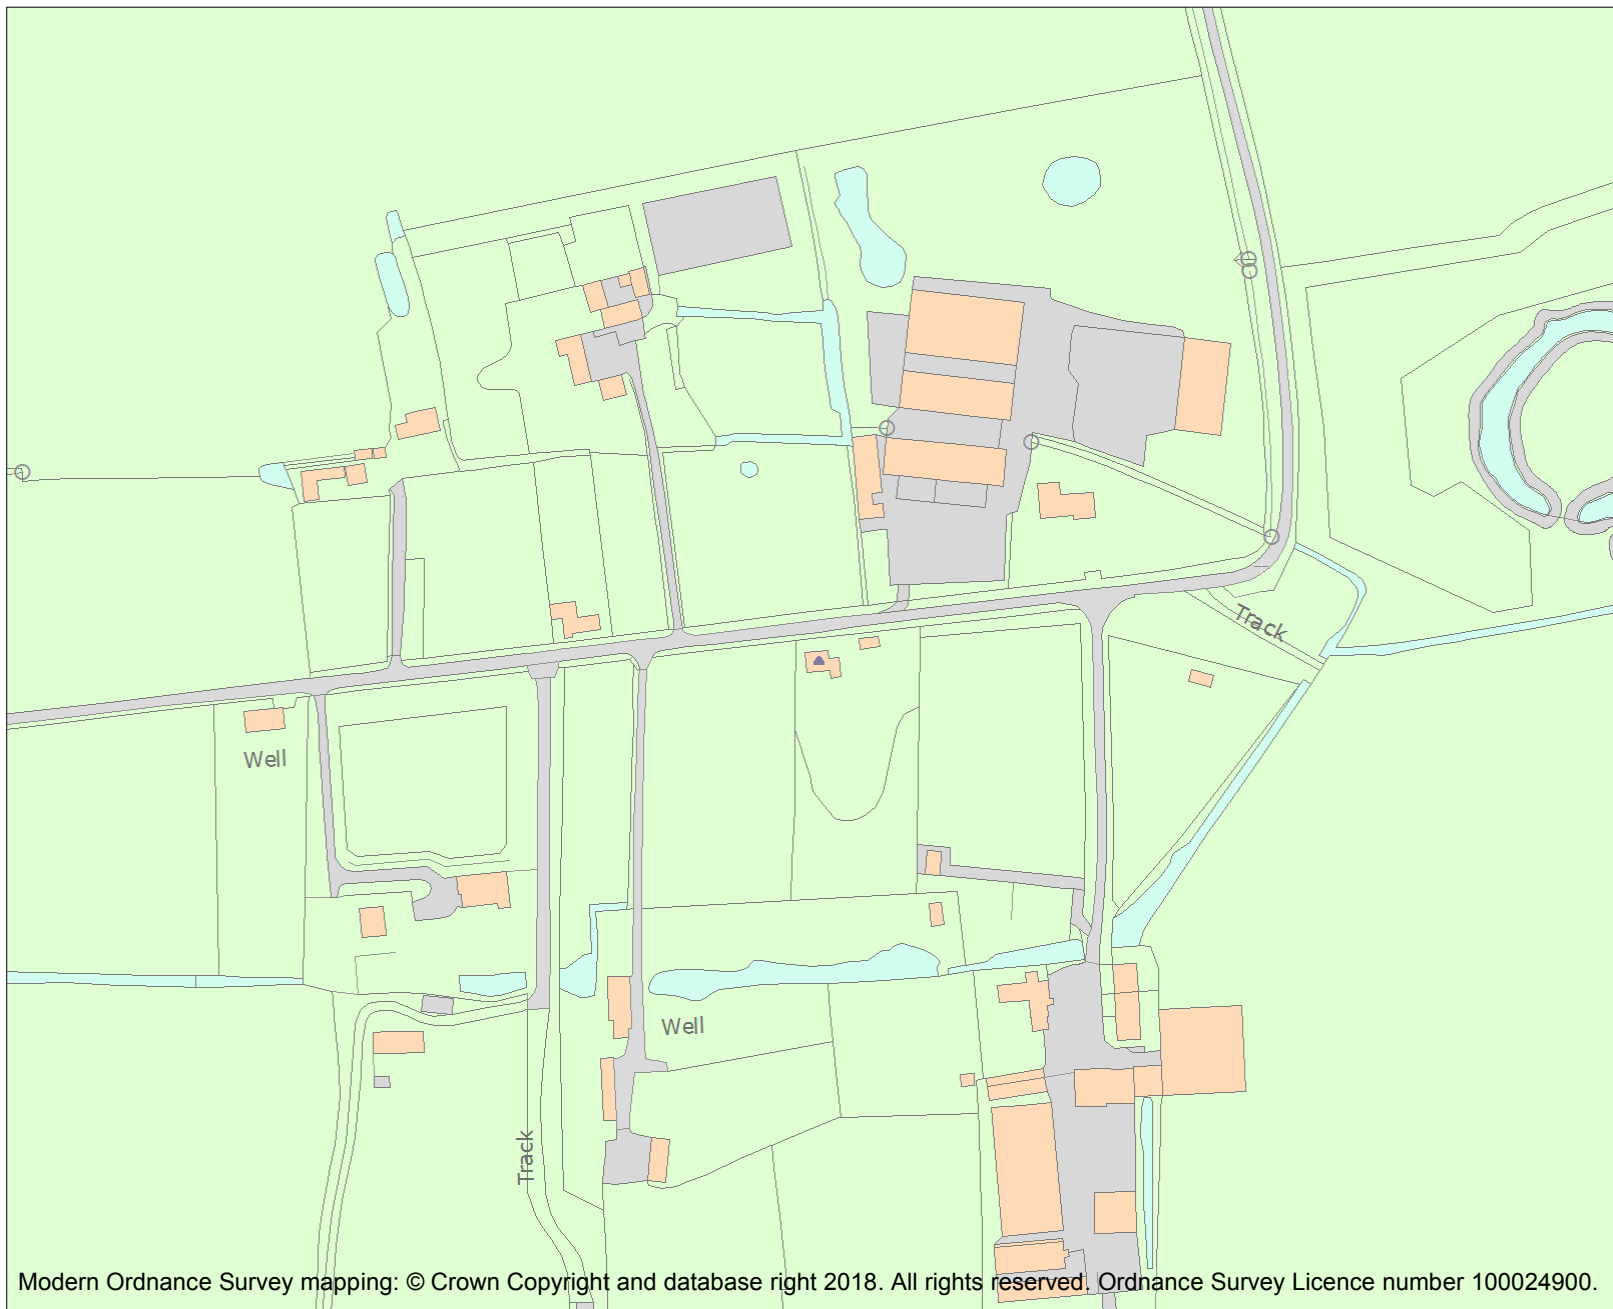 Track
Well
Well
Track
Modern Ordnance Survey mapping: © Crown Copyright and database right 2018. All rights reserved. Ordnance Survey Licence number 100024900.